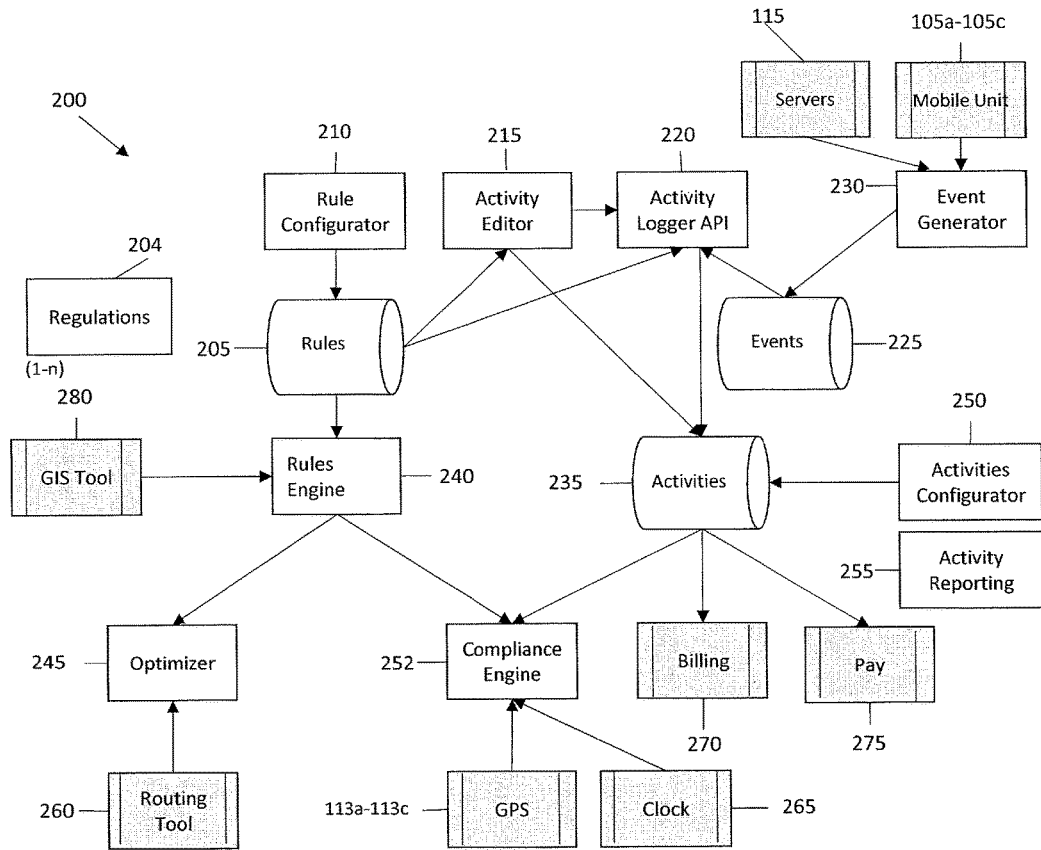 115
105a-105c
Servers
Mobile Unit
200
210
215
220
230
Rule
Configurator
Activity
Editor
Activity
Logger API
Event
Generator
204
Regulations
(1-n)
205
Rules
Events
225
280
GIS Tool
Rules
Engine
240
235
Activities
250
Activities
Configurator
255
Activity
Reporting
245
Optimizer
252
Compliance
Engine
Billing
Pay
270
275
260
Routing
Tool
113a-113c
GPS
Clock
265